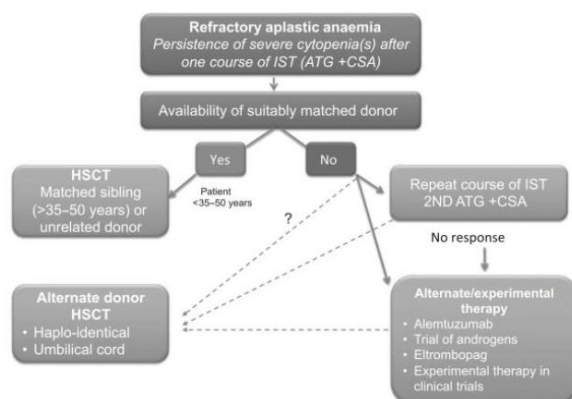 Refractory aplastic anaemia
Persistence of severe cytopenia(s) after
one course of IST (ATG +CSA)
Availability of suitably matched donor
Yes
No
HSCT
Matched sibling
(>35–50 years) or
unrelated donor
Patient
<35–50 years
?
Repeat course of IST
2ND ATG +CSA
No response
Alternate donor
HSCT
• Haplo-identical
• Umbilical cord
Alternate/experimental
therapy
• Alemtuzumab
• Trial of androgens
• Eltrombopag
• Experimental therapy in
clinical trials